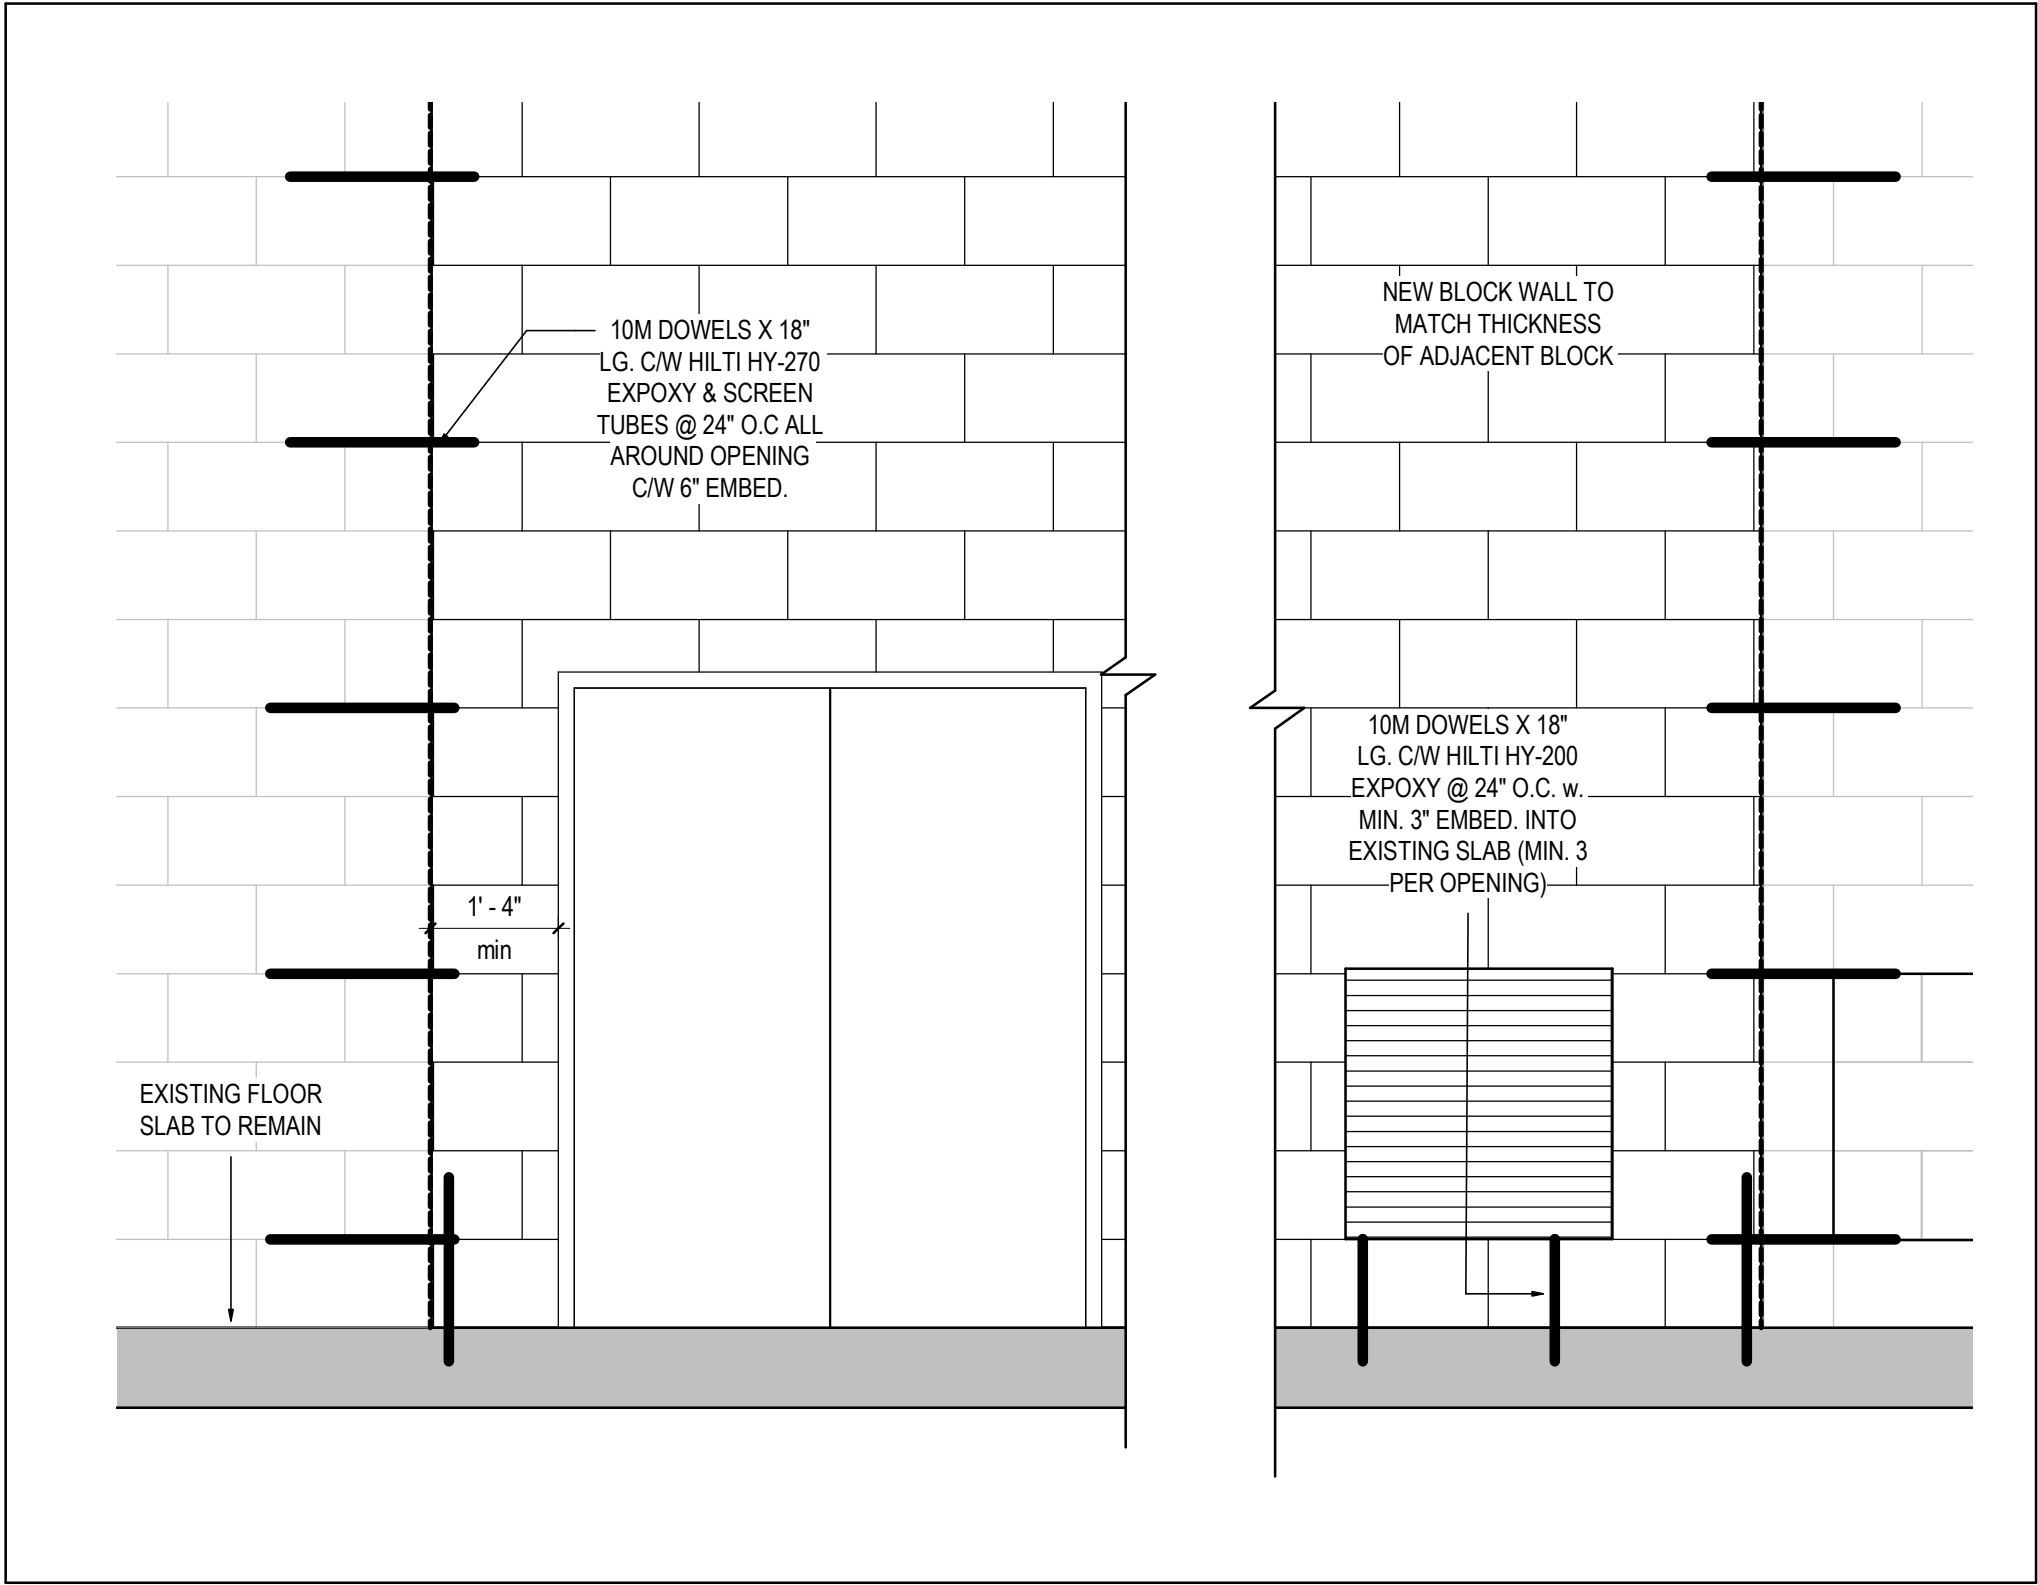 10M DOWELS X 18"
LG. C/W HILTI HY-270
EXPOXY & SCREEN
TUBES @ 24" O.C ALL
AROUND OPENING
C/W 6" EMBED.
NEW BLOCK WALL TO
MATCH THICKNESS
OF ADJACENT BLOCK
10M DOWELS X 18"
LG. C/W HILTI HY-200
EXPOXY @ 24" O.C. w.
MIN. 3" EMBED. INTO
EXISTING SLAB (MIN. 3
PER OPENING)
1' - 4"
min
EXISTING FLOOR
SLAB TO REMAIN